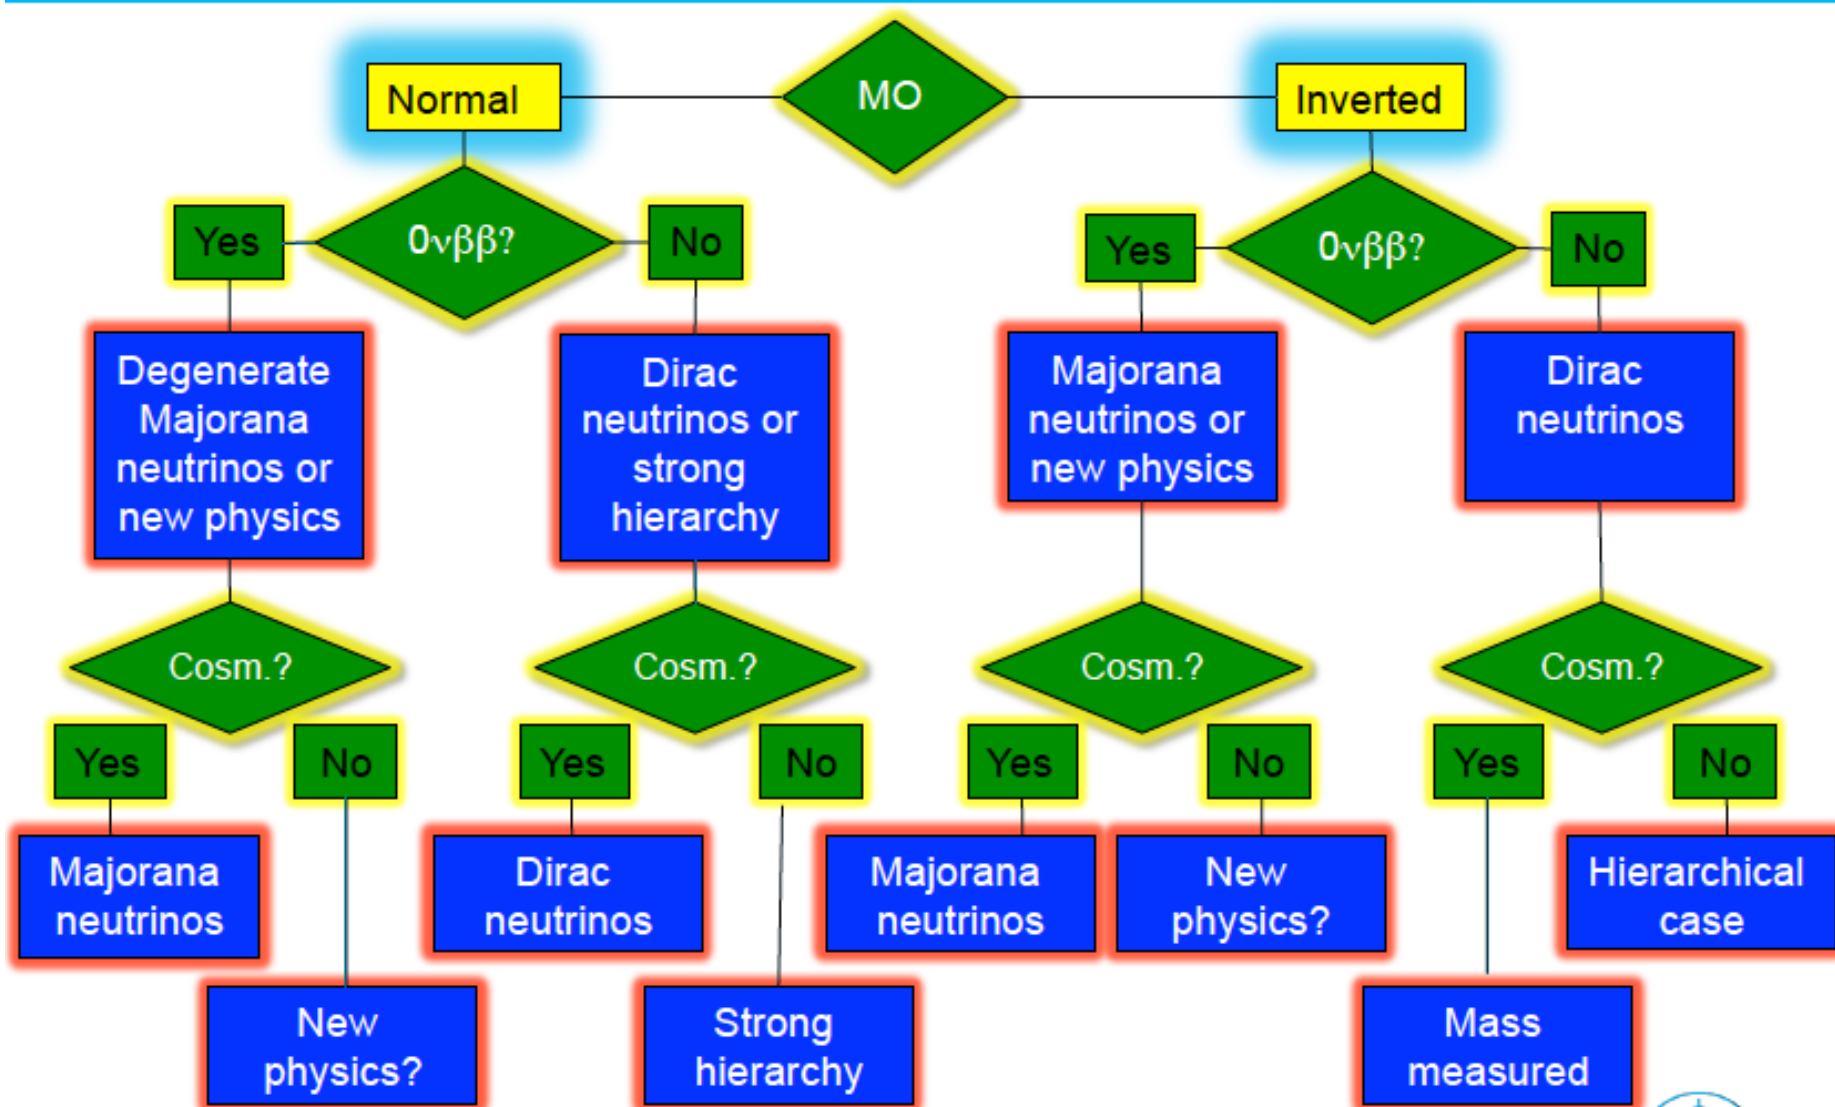 MO
Normal
Inverted
Yes
0νββ?
No
Yes
0νββ?
No
Degenerate
Majorana
neutrinos or
new physics
Dirac
neutrinos or
strong
hierarchy
Majorana
neutrinos or
new physics
Dirac
neutrinos
Cosm.?
Cosm.?
Cosm.?
Cosm.?
Yes
No
Yes
No
Yes
No
Yes
No
Majorana
neutrinos
Dirac
neutrinos
Majorana
neutrinos
New
physics?
Hierarchical
case
New
physics?
Strong
hierarchy
Mass
measured